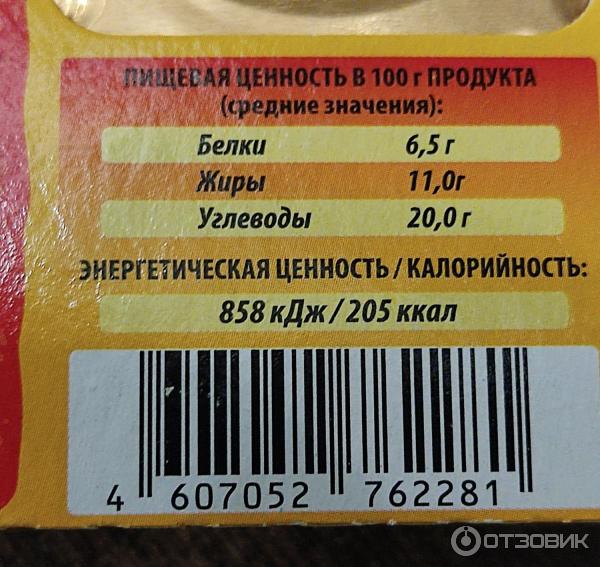 ПИЩЕВАЯ ЦЕННОСТЬ В 100 г ПРОДУКТА
(средние значения):
Белки 6,5 г
Жиры 11,0г
Углеводы 20,0 г
ЭНЕРГЕТИЧЕСКАЯ ЦЕННОСТЬ / КАЛОРИЙНОСТЬ:
858 кДж / 205 ккал
4 607052 762281
ОТЗОВИК